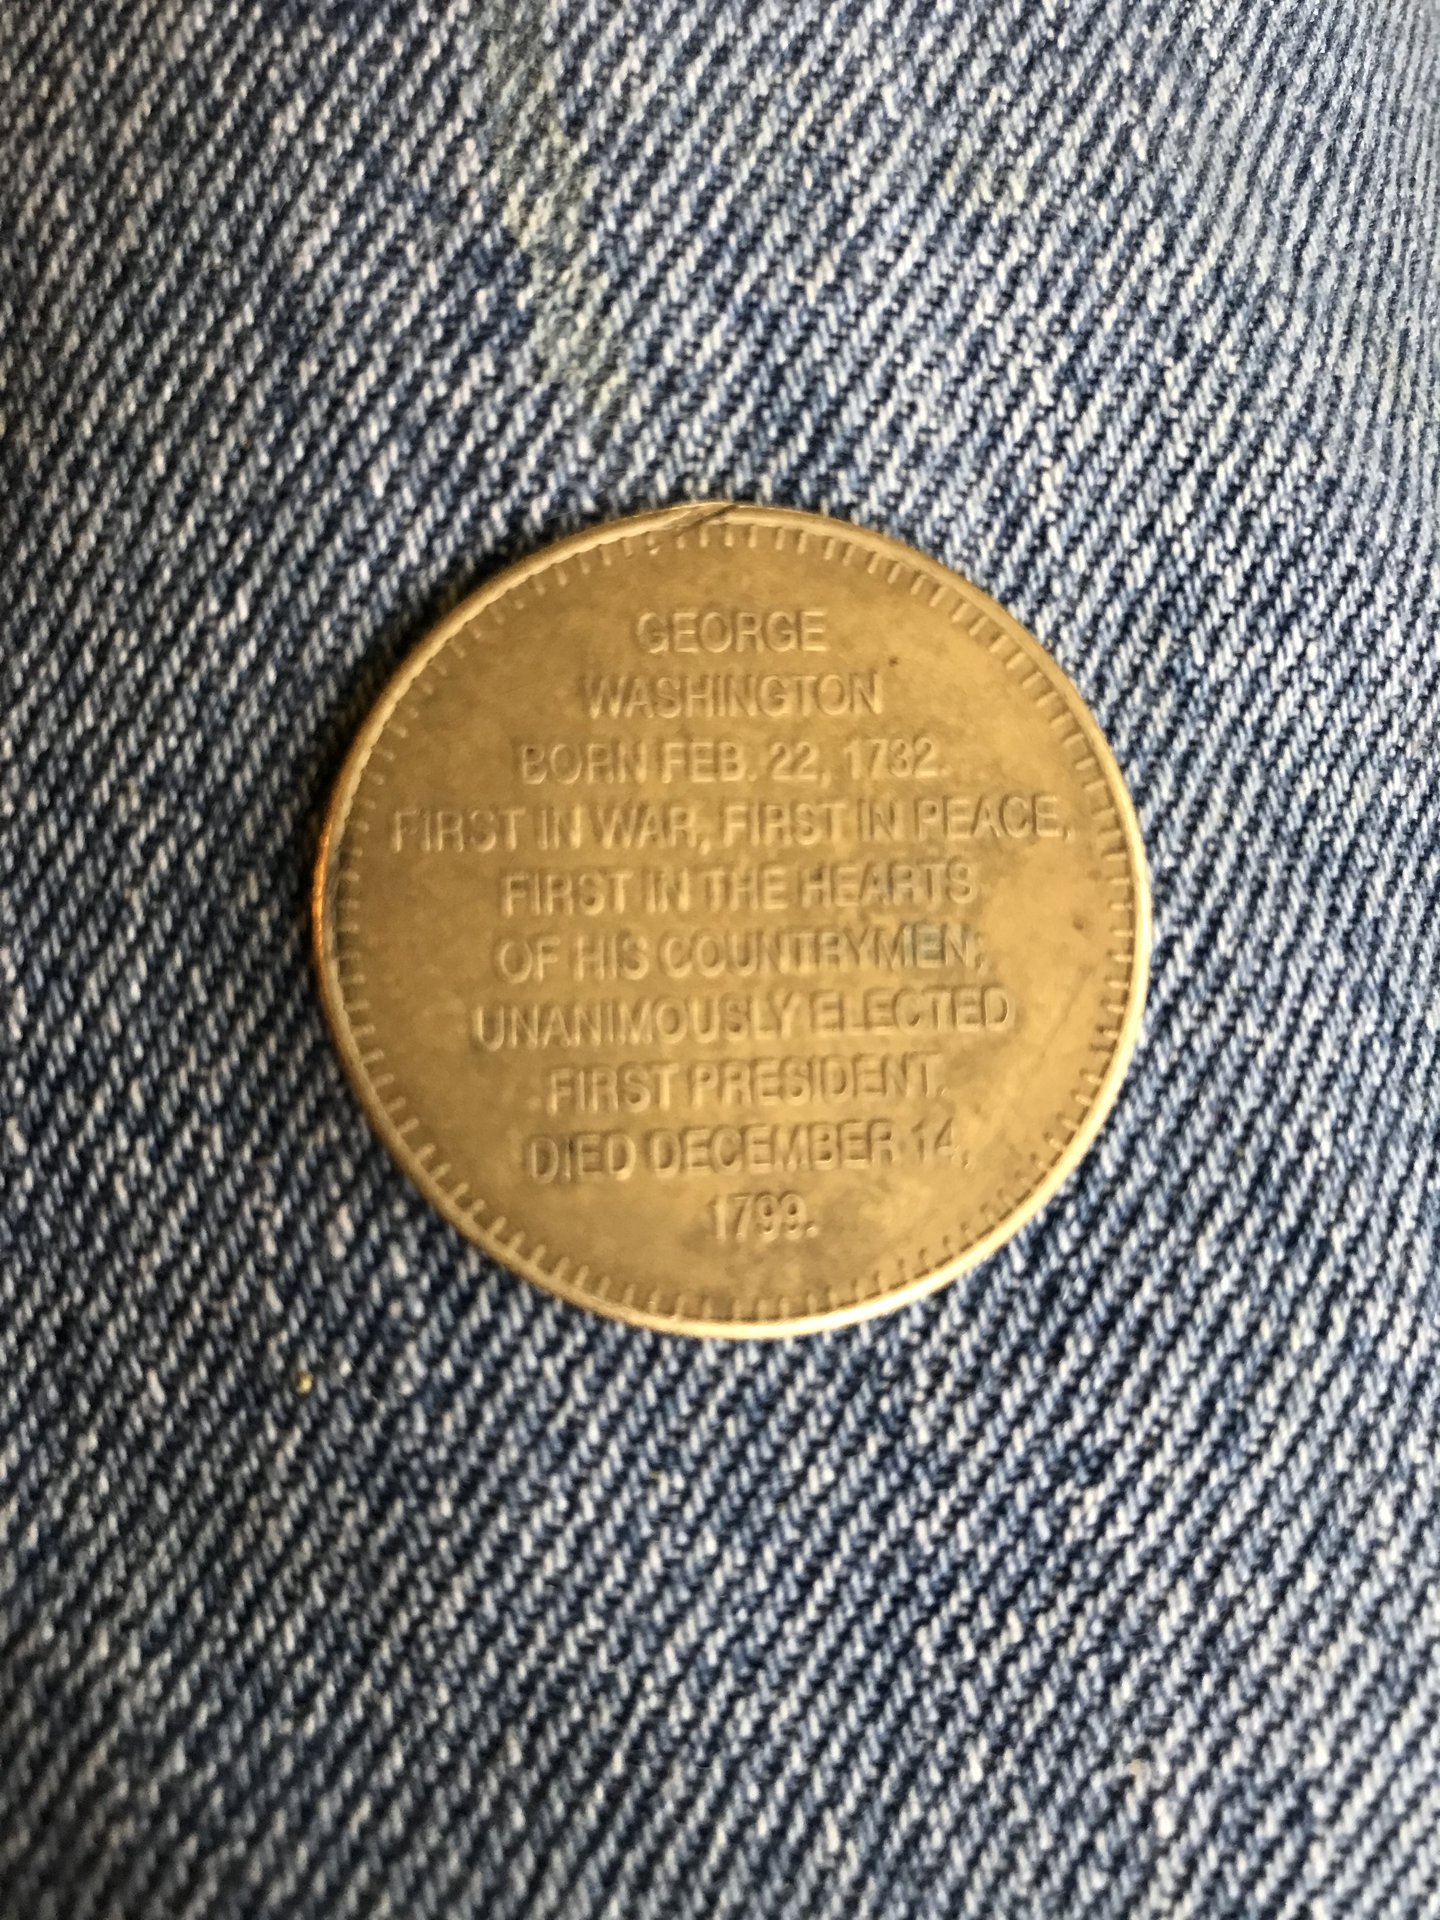 GEORGE
WASHINGTON
BORN FEB. 22, 1732.
FIRST IN WAR, FIRST IN PEACE,
FIRST IN THE HEARTS
OF HIS COUNTRYMEN;
UNANIMOUSLY ELECTED
FIRST PRESIDENT.
DIED DECEMBER 14,
1799.